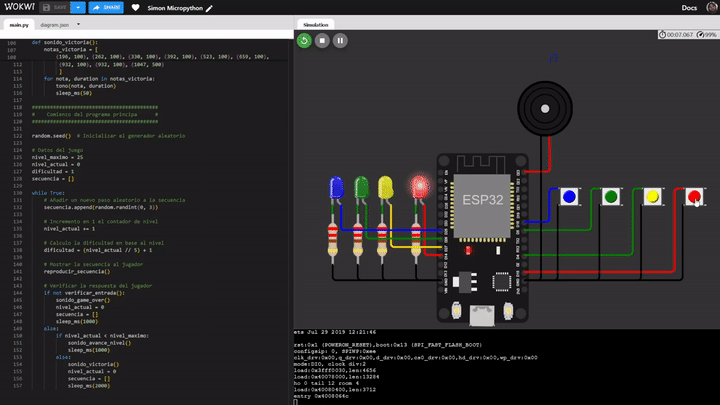 WOKWI
SAVE
SHARE
Simon Micropython
Docs
main.py
diagram.json
Simulation
00:07.067
99%
106 def sonido_victoria():
107 notas_victoria = [
108 (196, 100), (262, 100), (330, 100), (392, 100), (523, 100), (659, 100),
109 (932, 100), (932, 100), (1047, 500)
112 ]
113 for nota, duration in notas_victoria:
114 tono(nota, duration)
115 sleep_ms(50)
116
117
118 ########################################
119 # Comienzo del programa principa #
120 ########################################
121
122 random.seed() # Inicializar el generador aleatorio
123
124 # Datos del juego
125 nivel_maximo = 25
126 nivel_actual = 0
127 dificultad = 1
128 secuencia = []
129
130 while True:
131 # Añadir un nuevo paso aleatorio a la secuencia
132 secuencia.append(random.randint(0, 3))
133
134 # Incremento en 1 el contador de nivel
135 nivel_actual += 1
136
137 # Calculo la dificultad en base al nivel
138 dificultad = (nivel_actual // 5) + 1
139
140 # Mostrar la secuencia al jugador
141 reproducir_secuencia()
142
143 # Verificar la respuesta del jugador
144 if not verificar_entrada():
145 sonido_game_over()
146 nivel_actual = 0
147 secuencia = []
148 sleep_ms(1000)
149 else:
150 if nivel_actual < nivel_maximo:
151 sonido_avance_nivel()
152 sleep_ms(1000)
153 else:
154 sonido_victoria()
155 nivel_actual = 0
156 secuencia = []
157 sleep_ms(2000)
ESP32
ets Jul 29 2019 12:21:46
rst:0x1 (POWERON_RESET),boot:0x13 (SPI_FAST_FLASH_BOOT)
configsip: 0, SPIWP:0xee
clk_drv:0x00,q_drv:0x00,d_drv:0x00,cs0_drv:0x00,hd_drv:0x00,wp_drv:0x00
mode:DIO, clock div:2
load:0x3fff0030,len:4656
load:0x40078000,len:13284
ho 0 tail 12 room 4
load:0x40080400,len:3712
entry 0x4008064c